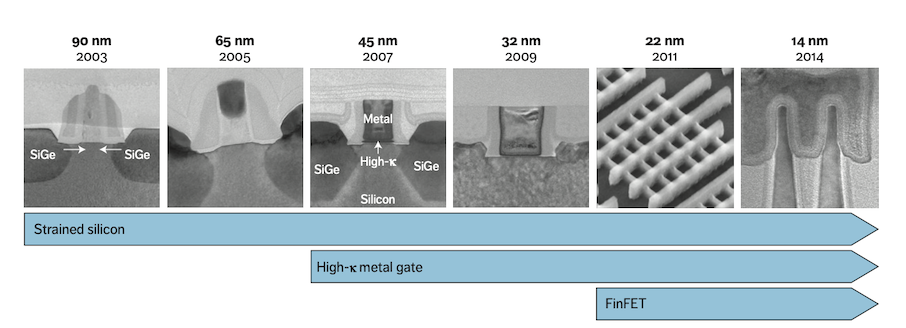 90 nm
2003
65 nm
2005
45 nm
2007
32 nm
2009
22 nm
2011
14 nm
2014
SiGe
SiGe
Metal
High-κ
SiGe
SiGe
Silicon
Strained silicon
High-κ metal gate
FinFET